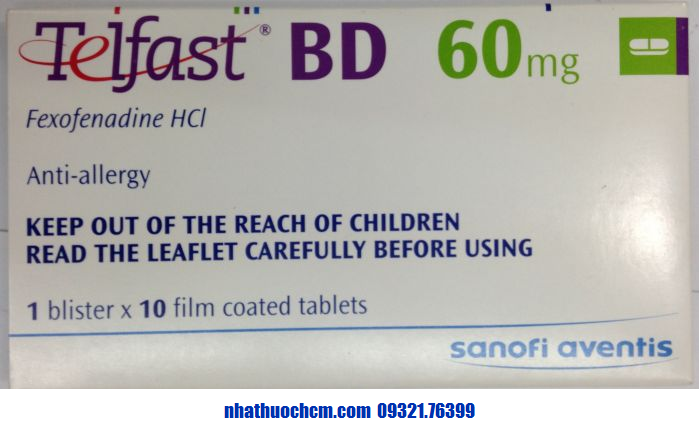 Telfast® BD 60mg
Fexofenadine HCl
Anti-allergy
KEEP OUT OF THE REACH OF CHILDREN
READ THE LEAFLET CAREFULLY BEFORE USING
1 blister x 10 film coated tablets
sanofi aventis
nhathuochcm.com 09321.76399